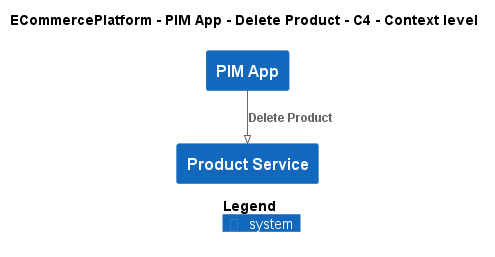 ECommercePlatform - PIM App - Delete Product - C4 - Context level
PIM App
Delete Product
Product Service
Legend
system